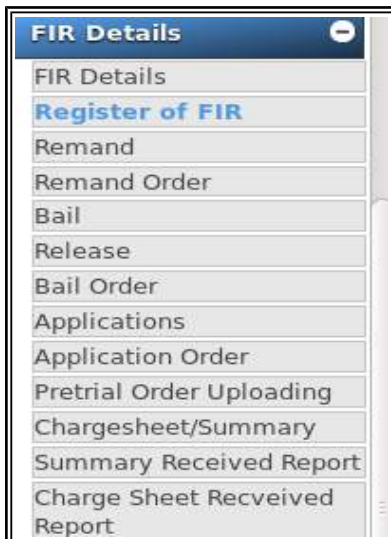 FIR Details
FIR Details
Register of FIR
Remand
Remand Order
Bail
Release
Bail Order
Applications
Application Order
Pretrial Order Uploading
Chargesheet/Summary
Summary Received Report
Charge Sheet Recveived
Report